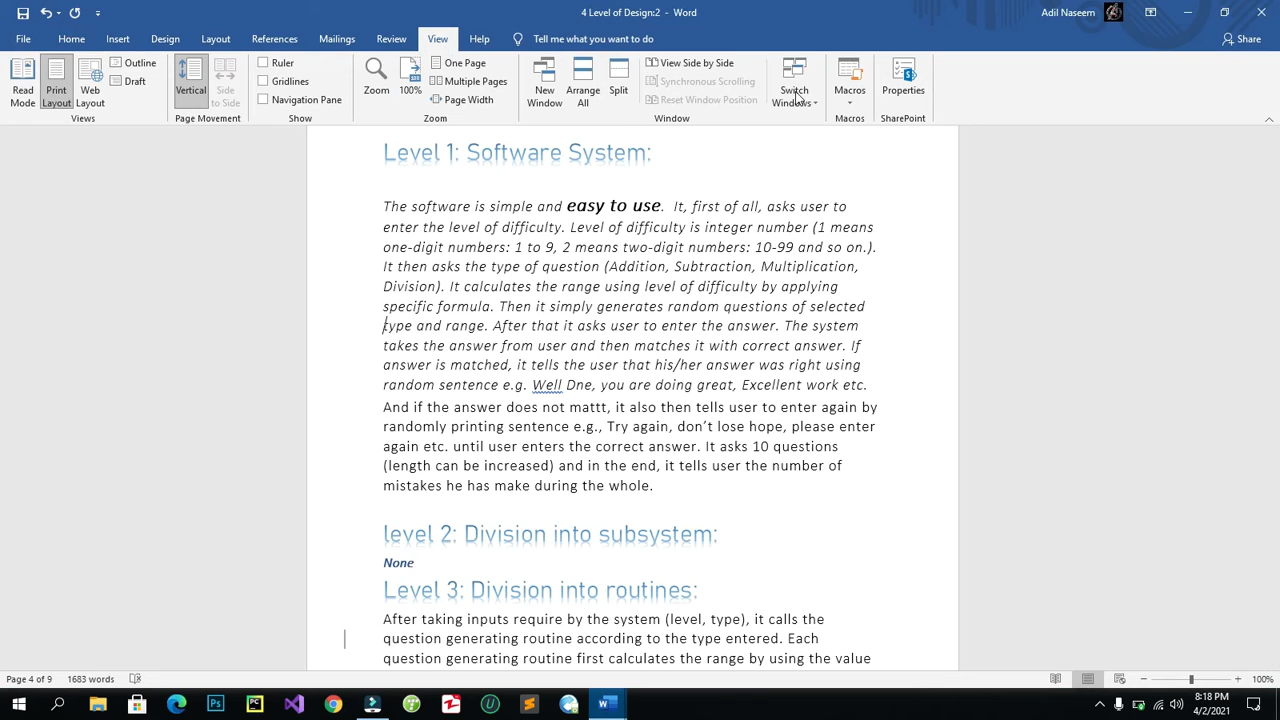 4 Level of Design:2 - Word
Adil Naseem
File Home Insert Design Layout References Mailings Review View Help Tell me what you want to do Share
Read Mode
Print Layout
Web Layout
Outline
Draft
Views
Vertical
Side to Side
Page Movement
Ruler
Gridlines
Navigation Pane
Show
Zoom
100%
One Page
Multiple Pages
Page Width
Zoom
New Window
Arrange All
Split
View Side by Side
Synchronous Scrolling
Reset Window Position
Switch Windows
Window
Macros
Macros
Properties
SharePoint
Level 1: Software System:
The software is simple and easy to use. It, first of all, asks user to
enter the level of difficulty. Level of difficulty is integer number (1 means
one-digit numbers: 1 to 9, 2 means two-digit numbers: 10-99 and so on.).
It then asks the type of question (Addition, Subtraction, Multiplication,
Division). It calculates the range using level of difficulty by applying
specific formula. Then it simply generates random questions of selected
type and range. After that it asks user to enter the answer. The system
takes the answer from user and then matches it with correct answer. If
answer is matched, it tells the user that his/her answer was right using
random sentence e.g. Well Dne, you are doing great, Excellent work etc.
And if the answer does not mattt, it also then tells user to enter again by
randomly printing sentence e.g., Try again, don’t lose hope, please enter
again etc. until user enters the correct answer. It asks 10 questions
(length can be increased) and in the end, it tells user the number of
mistakes he has make during the whole.
level 2: Division into subsystem:
None
Level 3: Division into routines:
After taking inputs require by the system (level, type), it calls the
question generating routine according to the type entered. Each
question generating routine first calculates the range by using the value
Page 4 of 9 1683 words 100%
8:18 PM
4/2/2021